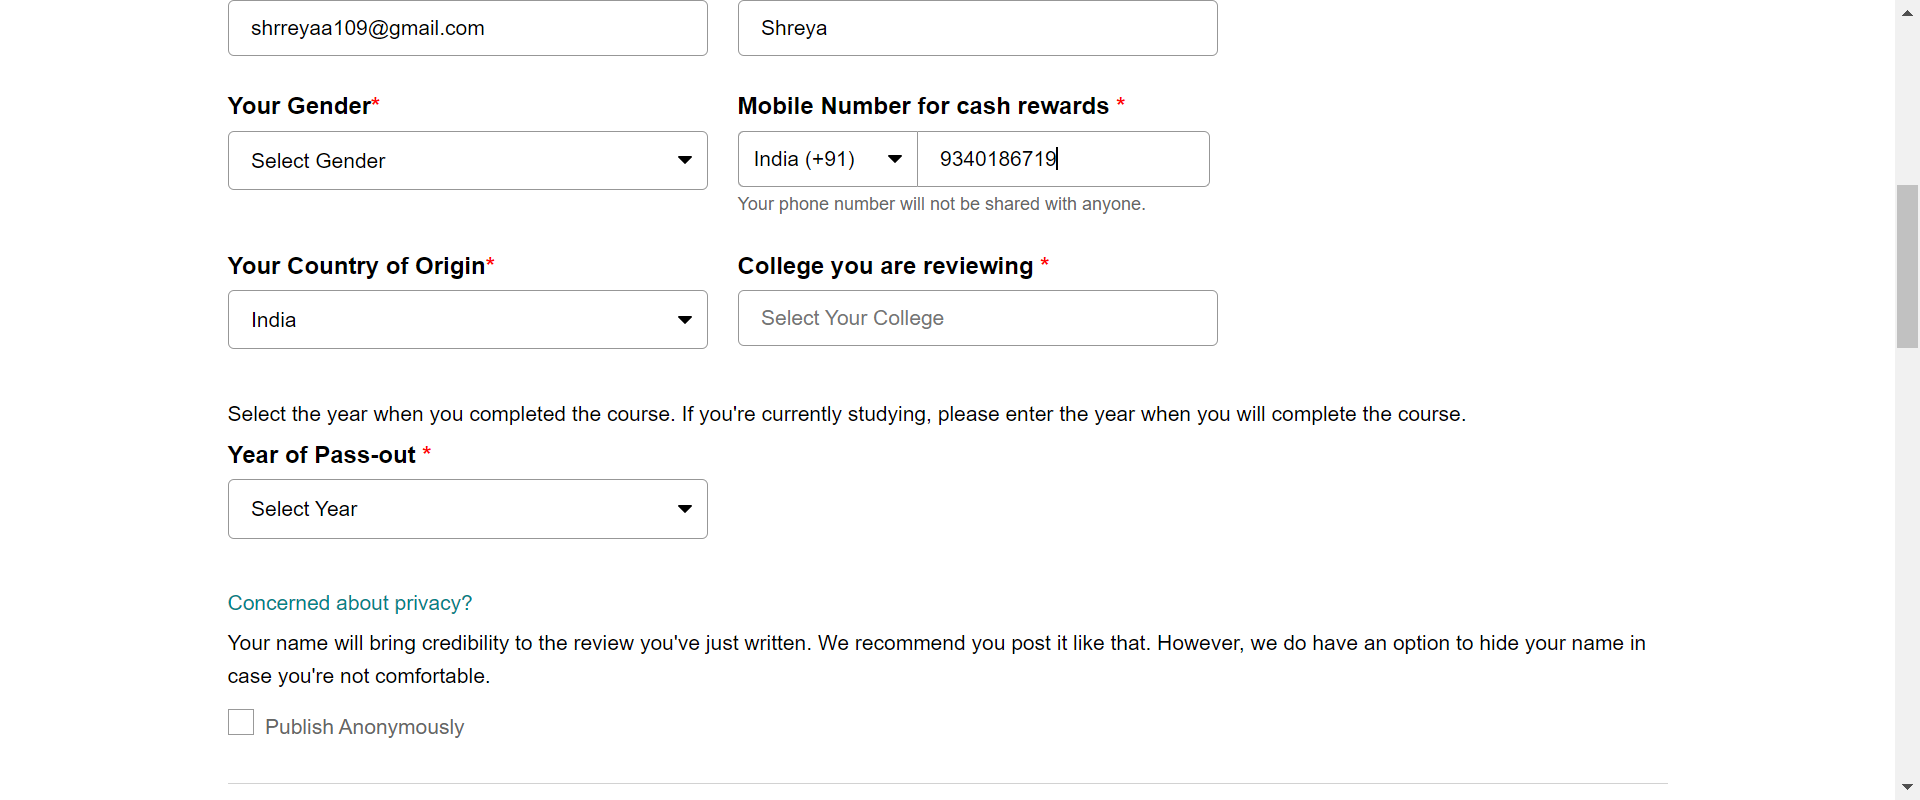 shrreyaa109@gmail.com
Shreya
Your Gender*
Mobile Number for cash rewards *
Select Gender
India (+91)
9340186719
Your phone number will not be shared with anyone.
Your Country of Origin*
College you are reviewing *
India
Select Your College
Select the year when you completed the course. If you're currently studying, please enter the year when you will complete the course.
Year of Pass-out *
Select Year
Concerned about privacy?
Your name will bring credibility to the review you've just written. We recommend you post it like that. However, we do have an option to hide your name in
case you're not comfortable.
Publish Anonymously